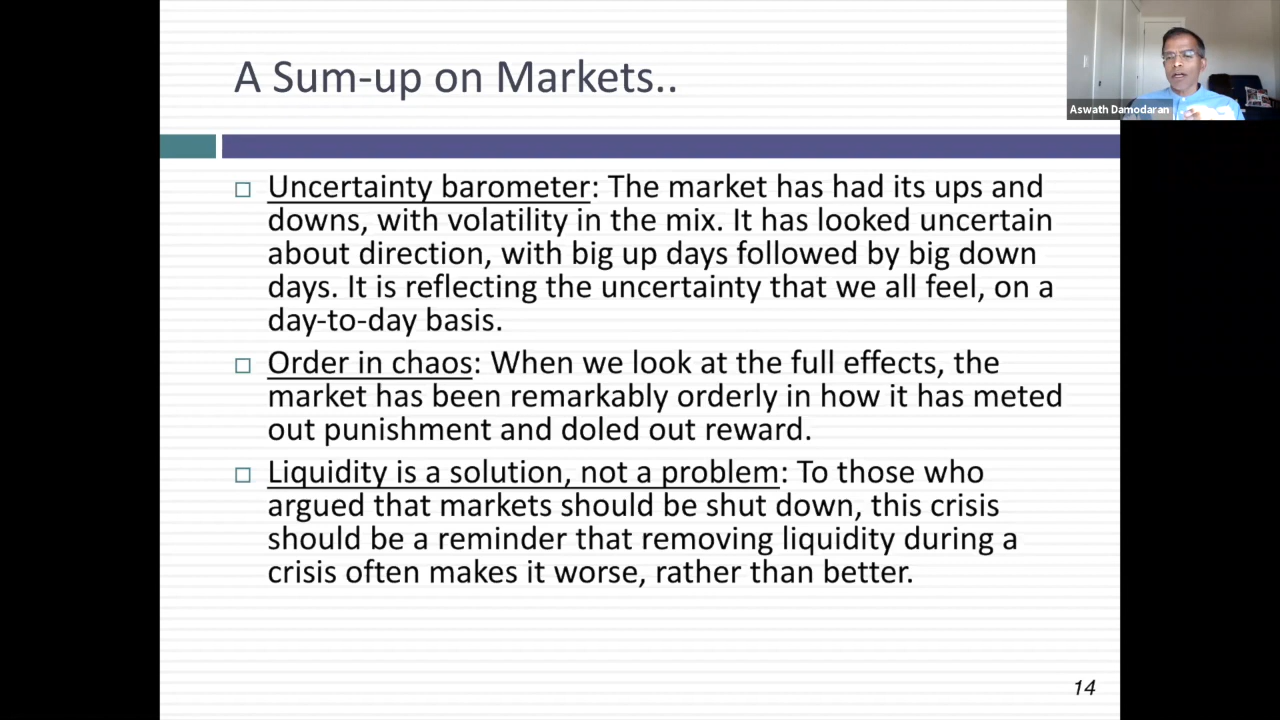 A Sum-up on Markets..
Aswath Damodaran
Uncertainty barometer: The market has had its ups and
downs, with volatility in the mix. It has looked uncertain
about direction, with big up days followed by big down
days. It is reflecting the uncertainty that we all feel, on a
day-to-day basis.
Order in chaos: When we look at the full effects, the
market has been remarkably orderly in how it has meted
out punishment and doled out reward.
Liquidity is a solution, not a problem: To those who
argued that markets should be shut down, this crisis
should be a reminder that removing liquidity during a
crisis often makes it worse, rather than better.
14